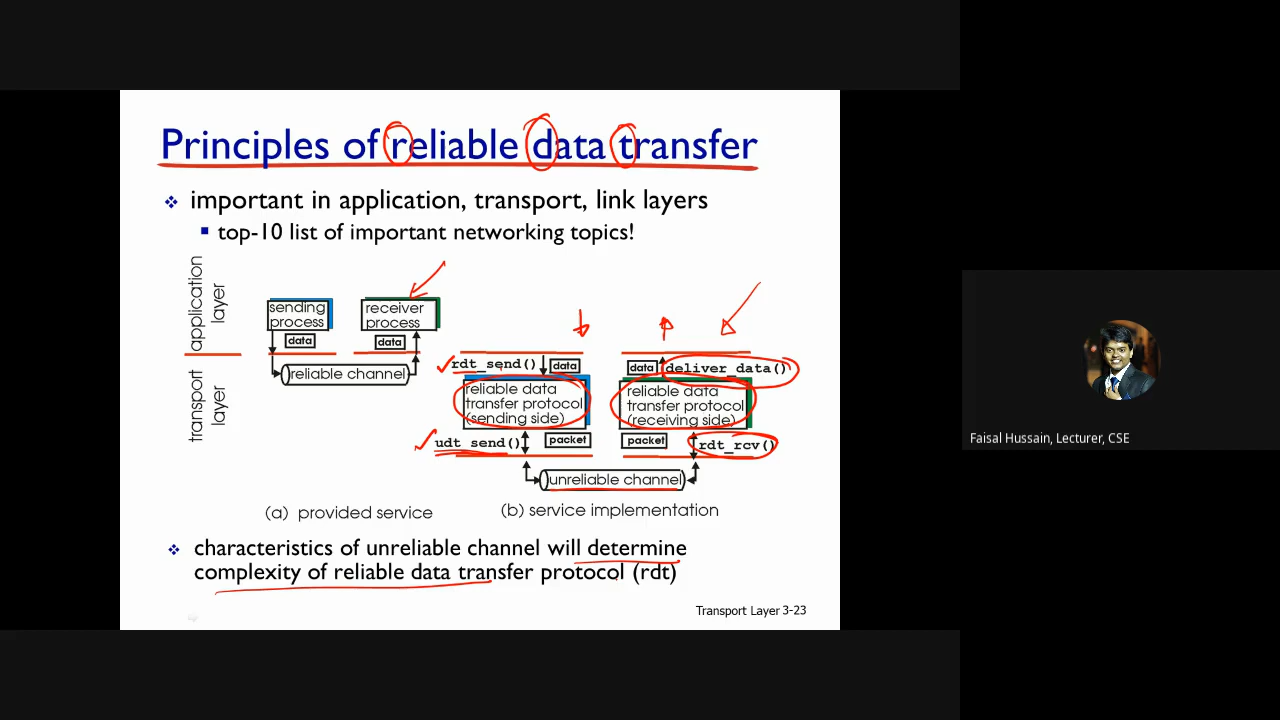 Principles of reliable data transfer
important in application, transport, link layers
top-10 list of important networking topics!
application
layer
transport
layer
sending
process
data
receiver
process
data
reliable channel
(a) provided service
rdt_send()
data
reliable data
transfer protocol
(sending side)
udt_send()
packet
data
deliver_data()
reliable data
transfer protocol
(receiving side)
packet
rdt_rcv()
unreliable channel
(b) service implementation
characteristics of unreliable channel will determine
complexity of reliable data transfer protocol (rdt)
Transport Layer 3-23
Faisal Hussain, Lecturer, CSE